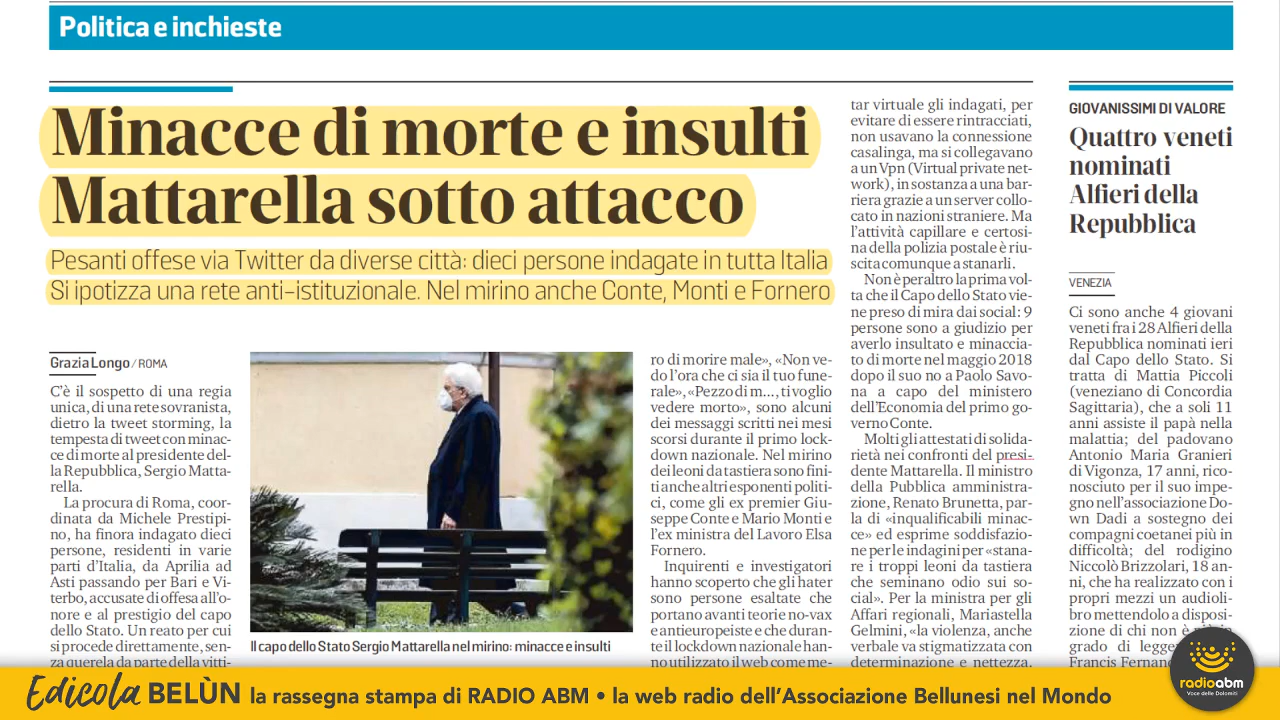 Politica e inchieste
Minacce di morte e insulti
Mattarella sotto attacco
Pesanti offese via Twitter da diverse città: dieci persone indagate in tutta Italia
Si ipotizza una rete anti-istituzionale. Nel mirino anche Conte, Monti e Fornero
Grazia Longo / ROMA
C'è il sospetto di una regia
unica, di una rete sovranista,
dietro la tweet storming, la
tempesta di tweet con minac-
ce di morte al presidente del-
la Repubblica, Sergio Matta-
rella.
La procura di Roma, coor-
dinata da Michele Prestipi-
no, ha finora indagato dieci
persone, residenti in varie
parti d'Italia, da Aprilia ad
Asti passando per Bari e Vi-
terbo, accusate di offesa all'o-
nore e al prestigio del capo
dello Stato. Un reato per cui
si procede direttamente, sen-
za querela da parte della vitti-
Il capo dello Stato Sergio Mattarella nel mirino: minacce e insulti
ro di morire male», «Non ve-
do l'ora che ci sia il tuo fune-
rale», «Pezzo di m..., ti voglio
vedere morto», sono alcuni
dei messaggi scritti nei mesi
scorsi durante il primo lock-
down nazionale. Nel mirino
dei leoni da tastiera sono fini-
ti anche altri esponenti politi-
ci, come gli ex premier Giu-
seppe Conte e Mario Monti e
l'ex ministra del Lavoro Elsa
Fornero.
Inquirenti e investigatori
hanno scoperto che gli hater
sono persone esaltate che
portano avanti teorie no-vax
e antieuropeiste e che duran-
te il lockdown nazionale han-
no utilizzato il web come me-
tar virtuale gli indagati, per
evitare di essere rintracciati,
non usavano la connessione
casalinga, ma si collegavano
a un Vpn (Virtual private net-
work), in sostanza a una bar-
riera grazie a un server collo-
cato in nazioni straniere. Ma
l'attività capillare e certosi-
na della polizia postale è riu-
scita comunque a stanarli.
Non è peraltro la prima vol-
ta che il Capo dello Stato vie-
ne preso di mira dai social: 9
persone sono a giudizio per
averlo insultato e minaccia-
to di morte nel maggio 2018
dopo il suo no a Paolo Savo-
na a capo del ministero
dell'Economia del primo go-
verno Conte.
Molti gli attestati di solida-
rietà nei confronti del presi-
dente Mattarella. Il ministro
della Pubblica amministra-
zione, Renato Brunetta, par-
la di «inqualificabili minac-
ce» ed esprime soddisfazio-
ne per le indagini per «stana-
re i troppi leoni da tastiera
che seminano odio sui so-
cial». Per la ministra per gli
Affari regionali, Mariastella
Gelmini, «la violenza, anche
verbale va stigmatizzata con
determinazione e nettezza.
GIOVANISSIMI DI VALORE
Quattro veneti
nominati
Alfieri della
Repubblica
VENEZIA
Ci sono anche 4 giovani
veneti fra i 28 Alfieri della
Repubblica nominati ieri
dal Capo dello Stato. Si
tratta di Mattia Piccoli
(veneziano di Concordia
Sagittaria), che a soli 11
anni assiste il papà nella
malattia; del padovano
Antonio Maria Granieri
di Vigonza, 17 anni, rico-
nosciuto per il suo impe-
gno nell'associazione Do-
wn Dadi a sostegno dei
compagni coetanei più in
difficoltà; del rodigino
Niccolò Brizzolari, 18 an-
ni, che ha realizzato con i
propri mezzi un audioli-
bro mettendolo a disposi-
zione di chi non è
grado di
Francis
Edicola BELÙN la rassegna stampa di RADIO ABM • la web radio dell'Associazione Bellunesi nel Mondo
radioabm
Voce delle Dolomiti